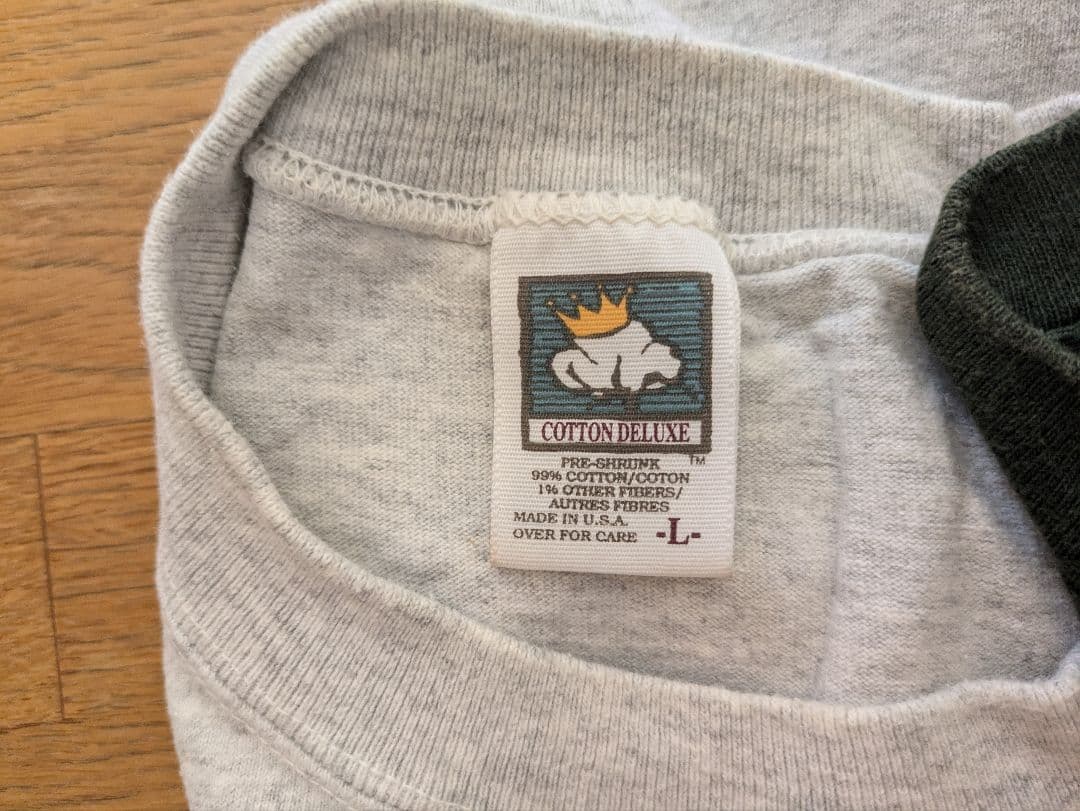 COTTON DELUXE
TM
PRE-SHRUNK
99% COTTON/COTON
1% OTHER FIBERS/
AUTRES FIBRES
MADE IN U.S.A.
OVER FOR CARE -L-